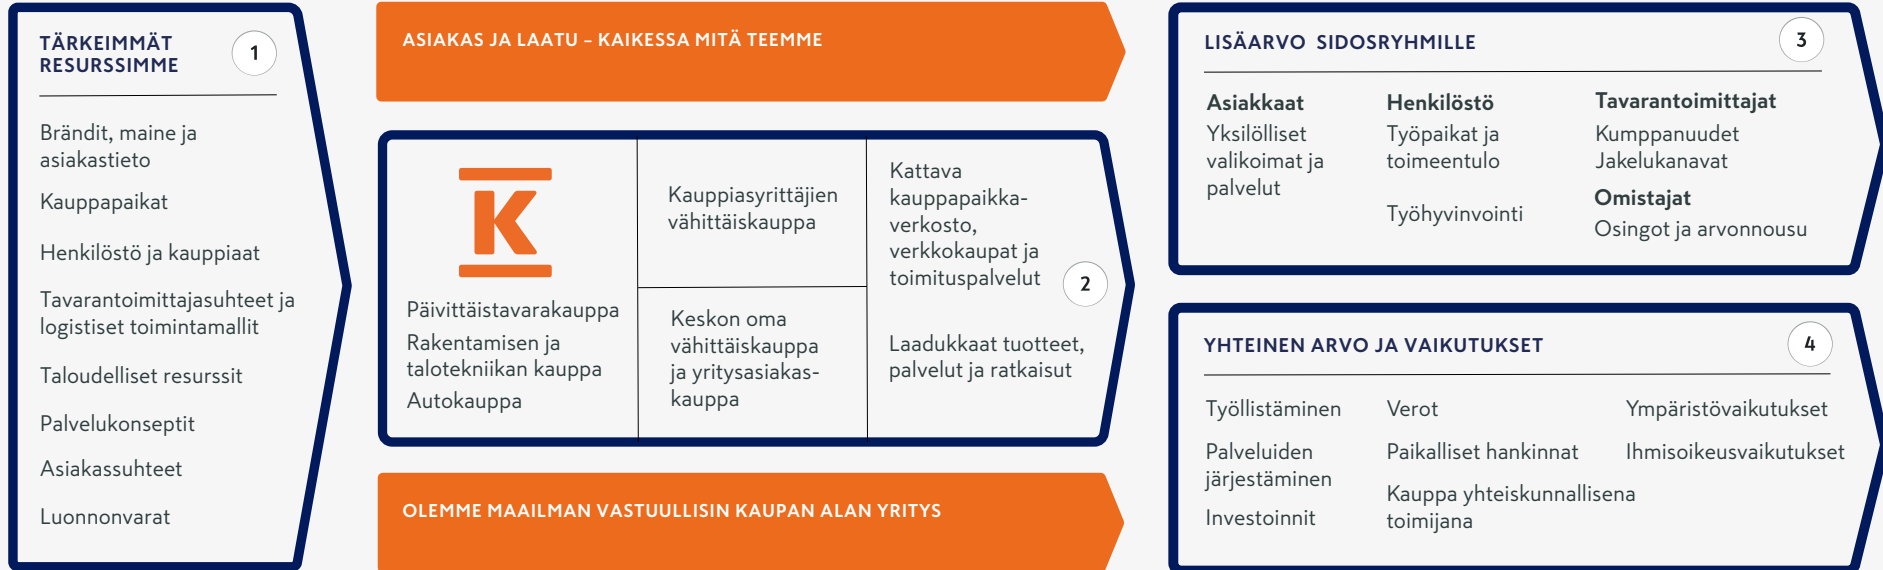 TÄRKEIMMÄT
RESURSSIMME
1
Brändit, maine ja
asiakastieto
Kauppapaikat
Henkilöstö ja kauppiaat
Tavarantoimittajasuhteet ja
logistiset toimintamallit
Taloudelliset resurssit
Palvelukonseptit
Asiakassuhteet
Luonnonvarat
ASIAKAS JA LAATU – KAIKESSA MITÄ TEEMME
K
Päivittäistavarakauppa
Rakentamisen ja
talotekniikan kauppa
Autokauppa
Kauppiasyrittäjien
vähittäiskauppa
Keskon oma
vähittäiskauppa
ja yritysasiakas-
kauppa
Kattava
kauppapaikka-
verkosto,
verkkokaupat ja
toimituspalvelut
2
Laadukkaat tuotteet,
palvelut ja ratkaisut
OLEMME MAAILMAN VASTUULLISIN KAUPAN ALAN YRITYS
LISÄARVO SIDOSRYHMILLE
3
Asiakkaat
Yksilölliset
valikoimat ja
palvelut
Henkilöstö
Työpaikat ja
toimeentulo
Työhyvinvointi
Tavarantoimittajat
Kumppanuudet
Jakelukanavat
Omistajat
Osingot ja arvonnousu
YHTEINEN ARVO JA VAIKUTUKSET
4
Työllistäminen
Palveluiden
järjestäminen
Investoinnit
Verot
Paikalliset hankinnat
Kauppa yhteiskunnallisena
toimijana
Ympäristövaikutukset
Ihmisoikeusvaikutukset